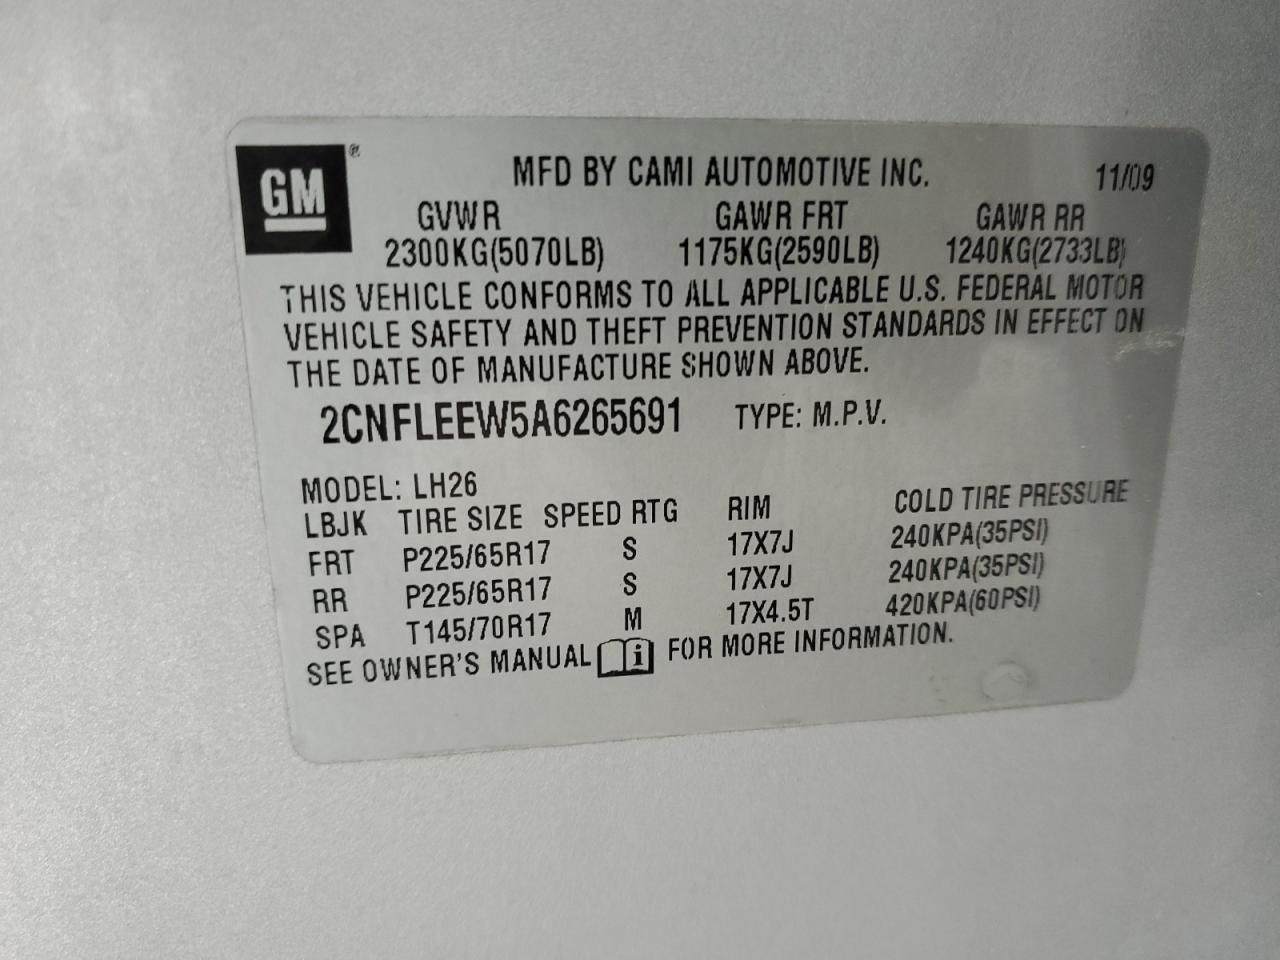 GM ®
MFD BY CAMI AUTOMOTIVE INC. 11/09
GVWR GAWR FRT GAWR RR
2300KG(5070LB) 1175KG(2590LB) 1240KG(2733LB)
THIS VEHICLE CONFORMS TO ALL APPLICABLE U.S. FEDERAL MOTOR
VEHICLE SAFETY AND THEFT PREVENTION STANDARDS IN EFFECT ON
THE DATE OF MANUFACTURE SHOWN ABOVE.
2CNFLEEW5A6265691 TYPE: M.P.V.
MODEL: LH26
LBJK TIRE SIZE SPEED RTG RIM COLD TIRE PRESSURE
FRT P225/65R17 S 17X7J 240KPA(35PSI)
RR P225/65R17 S 17X7J 240KPA(35PSI)
SPA T145/70R17 M 17X4.5T 420KPA(60PSI)
SEE OWNER'S MANUAL i FOR MORE INFORMATION.